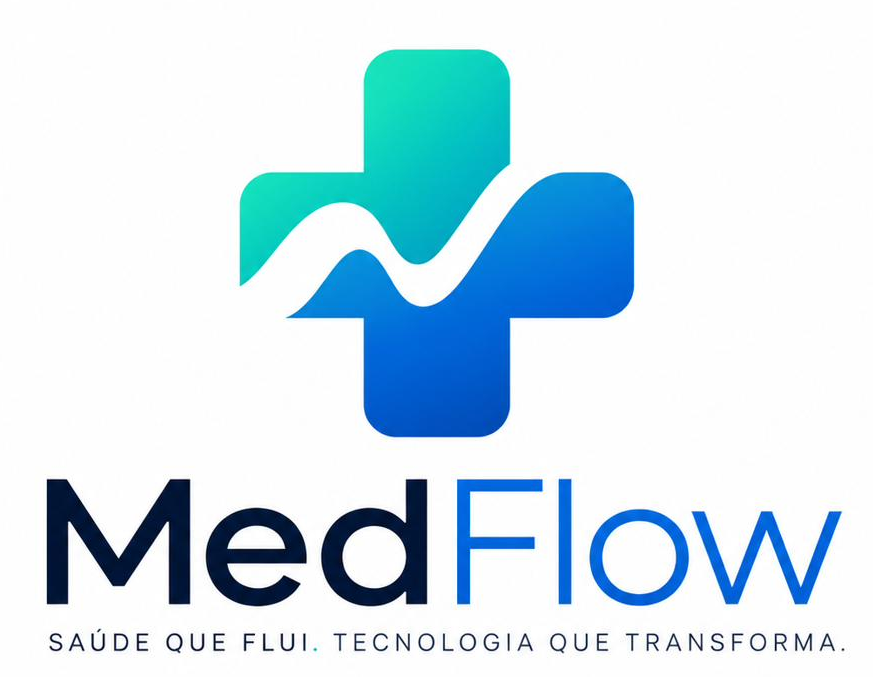 MedFlow
SAÚDE QUE FLUI. TECNOLOGIA QUE TRANSFORMA.